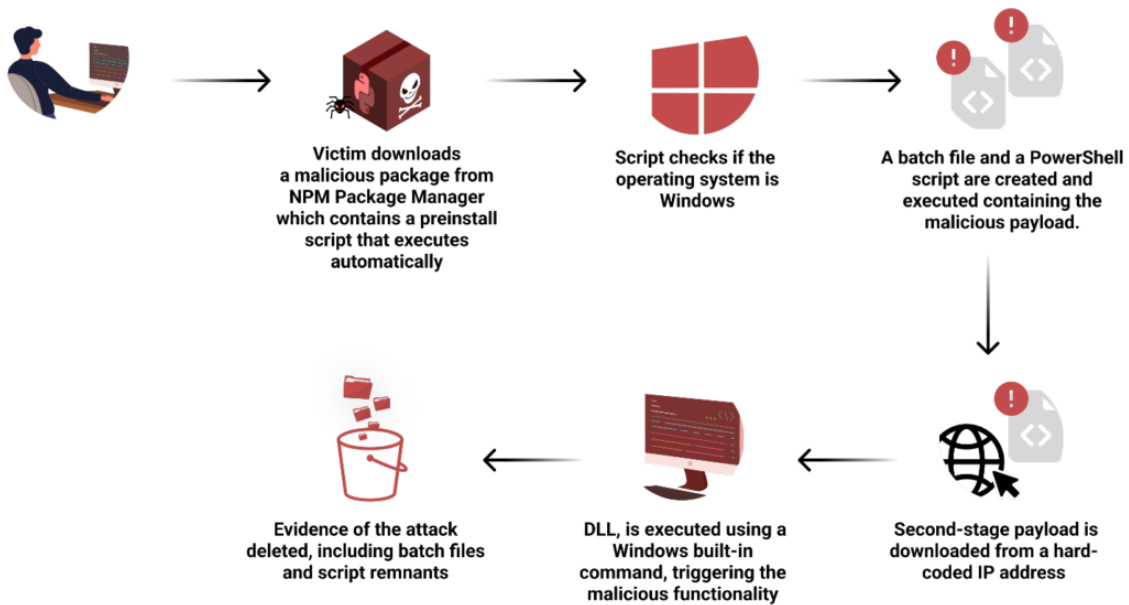 Victim downloads
a malicious package from
NPM Package Manager
which contains a preinstall
script that executes
automatically
Script checks if the
operating system is
Windows
A batch file and a PowerShell
script are created and
executed containing the
malicious payload.
Second-stage payload is
downloaded from a hard-
coded IP address
DLL, is executed using a
Windows built-in
command, triggering the
malicious functionality
Evidence of the attack
deleted, including batch files
and script remnants